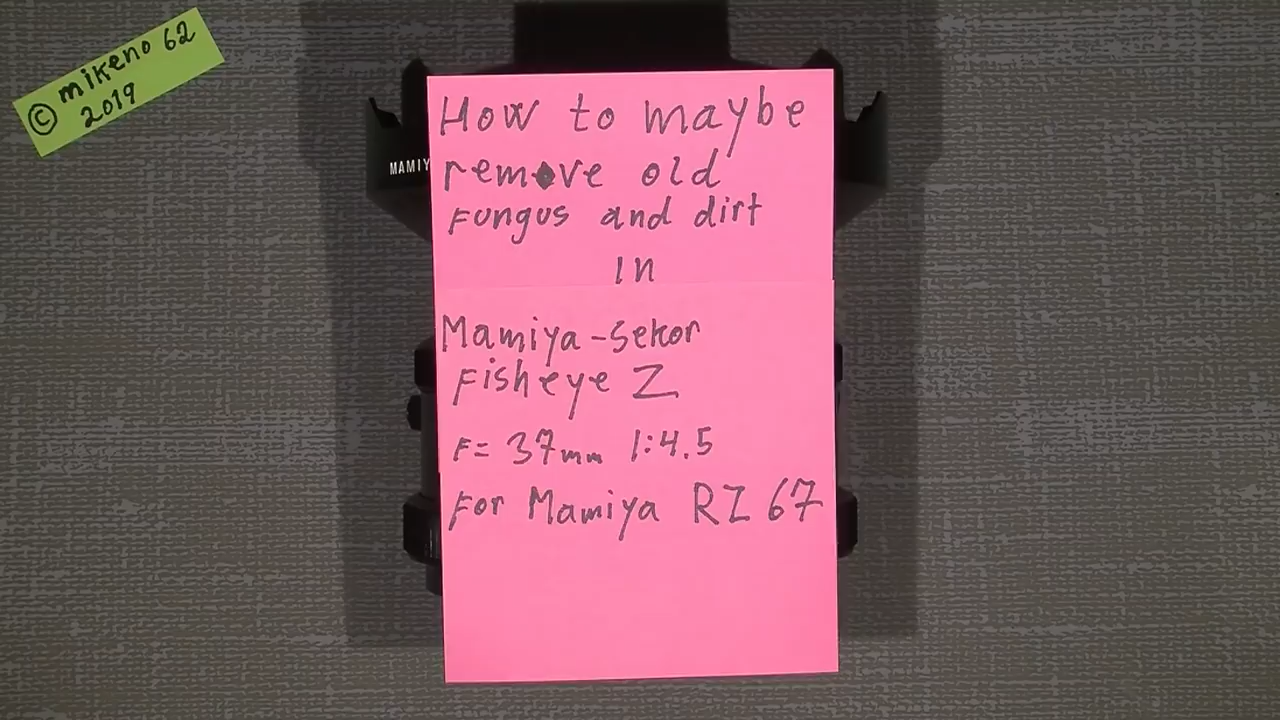 © mikeno 62
2019
MAMIY
How to maybe
remove old
Fungus and dirt
IN
Mamiya-Sekor
Fisheye Z
F= 37mm 1:4.5
For Mamiya RZ 67